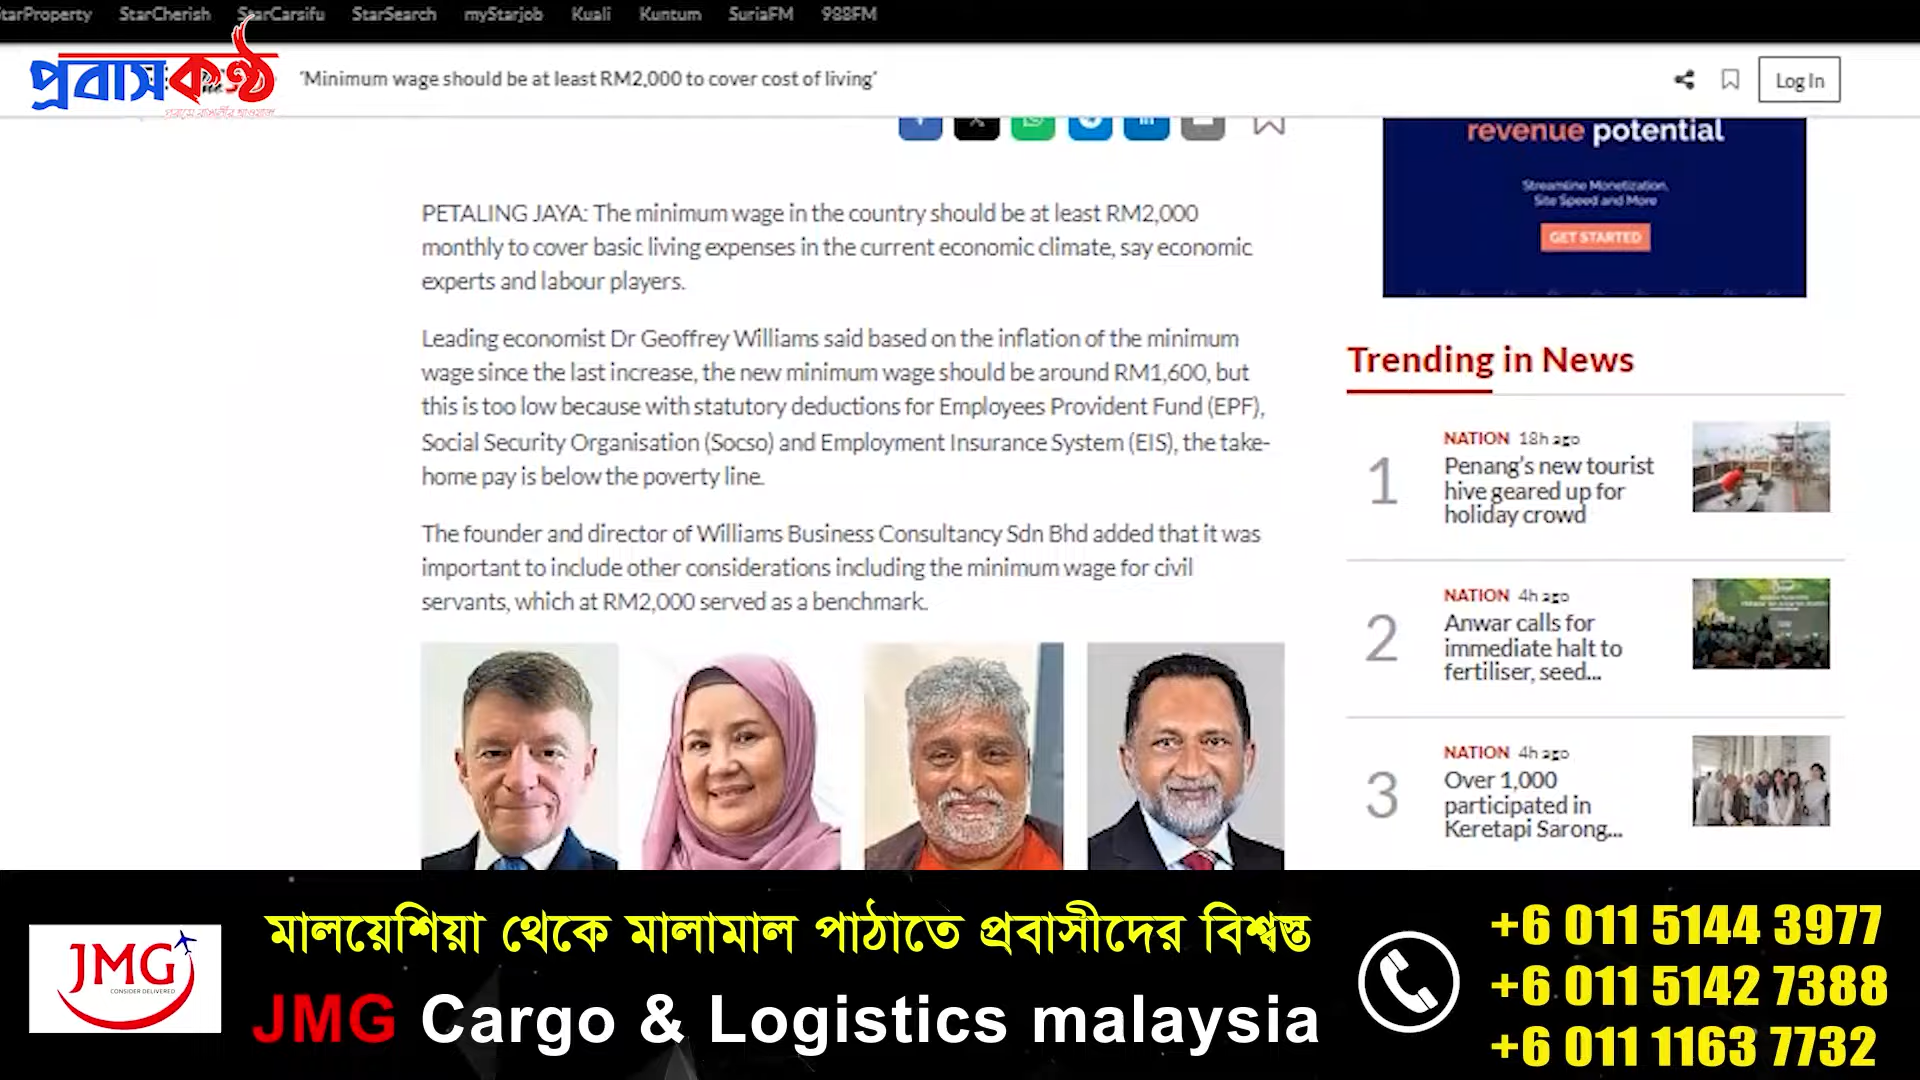 StarProperty StarCherish StarCarsifu StarSearch myStarjob Kuali Kuntum SuriaFM 988FM
প্রবাসকণ্ঠ
'Minimum wage should be at least RM2,000 to cover cost of living'
Log In
revenue potential
Streamline Monetization,
Site Speed and More
GET STARTED
PETALING JAYA: The minimum wage in the country should be at least RM2,000
monthly to cover basic living expenses in the current economic climate, say economic
experts and labour players.
Leading economist Dr Geoffrey Williams said based on the inflation of the minimum
wage since the last increase, the new minimum wage should be around RM1,600, but
this is too low because with statutory deductions for Employees Provident Fund (EPF),
Social Security Organisation (Socso) and Employment Insurance System (EIS), the take-
home pay is below the poverty line.
The founder and director of Williams Business Consultancy Sdn Bhd added that it was
important to include other considerations including the minimum wage for civil
servants, which at RM2,000 served as a benchmark.
Trending in News
1
NATION 18h ago
Penang's new tourist
hive geared up for
holiday crowd
2
NATION 4h ago
Anwar calls for
immediate halt to
fertiliser, seed...
3
NATION 4h ago
Over 1,000
participated in
Keretapi Sarong...
JMG
CONSIDER DELIVERED
মালয়েশিয়া থেকে মালামাল পাঠাতে প্রবাসীদের বিশ্বস্ত
JMG Cargo & Logistics malaysia
+6 011 5144 3977
+6 011 5142 7388
+6 011 1163 7732